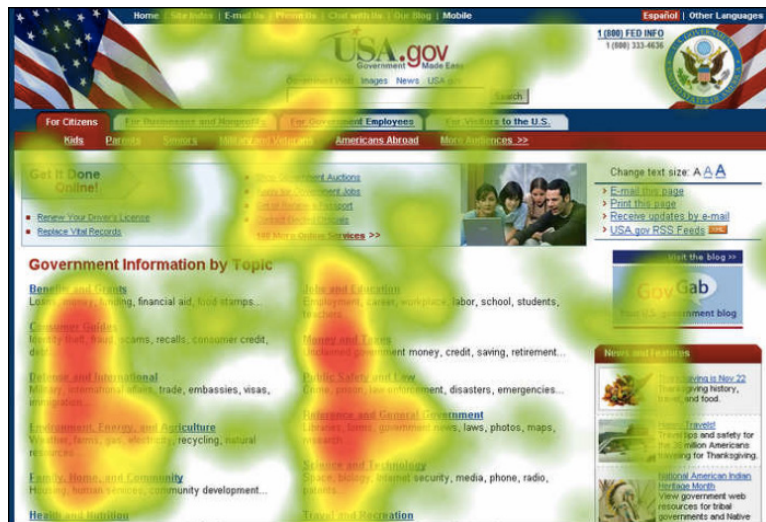 Home | Site Index | E-mail Us | Phone Us | Chat with Us | Our Blog | Mobile
Español | Other Languages
1 (800) FED INFO
1 (800) 333-4636
USA.gov
Government Made Easy
Images News USA.gov
Search
For Citizens
For Businesses and Nonprofits
For Government Employees
For Visitors to the U.S.
Kids Parents Seniors Military and Veterans Americans Abroad More Audiences >>
Get It Done
Online!
Renew Your Driver's License
Replace Vital Records
Government Auctions
Government Jobs
Passport
More Online Services >>
Change text size: A A A
E-mail this page
Print this page
Receive updates by e-mail
USA.gov RSS Feeds
Visit the blog >>
Gov Gab
Your U.S. government blog
Government Information by Topic
Benefits and Grants
Loans, money, funding, financial aid, food stamps...
Consumer Guides
Identity theft, fraud, scams, recalls, consumer credit,
debt...
Defense and International
Military, international affairs, trade, embassies, visas,
immigration...
Environment, Energy, and Agriculture
Weather, farms, gas, electricity, recycling, natural
resources...
Family, Home, and Community
Housing, human services, community development...
Health and Nutrition
Jobs and Education
Employment, career, workplace, labor, school, students,
teachers...
Money and Taxes
Unclaimed government money, credit, saving, retirement...
Public Safety and Law
Crime, prison, law enforcement, disasters, emergencies...
Reference and General Government
Libraries, forms, government news, laws, photos, maps,
research...
Science and Technology
Space, biology, Internet security, media, phone, radio,
patents...
Travel and Recreation
News and Features
Thanksgiving is Nov 22
Thanksgiving history,
travel, and food.
Happy Travels!
Travel tips and safety for
the 38 million Americans
traveling for Thanksgiving.
National American Indian
Heritage Month
View government web
resources for tribal
governments and Native